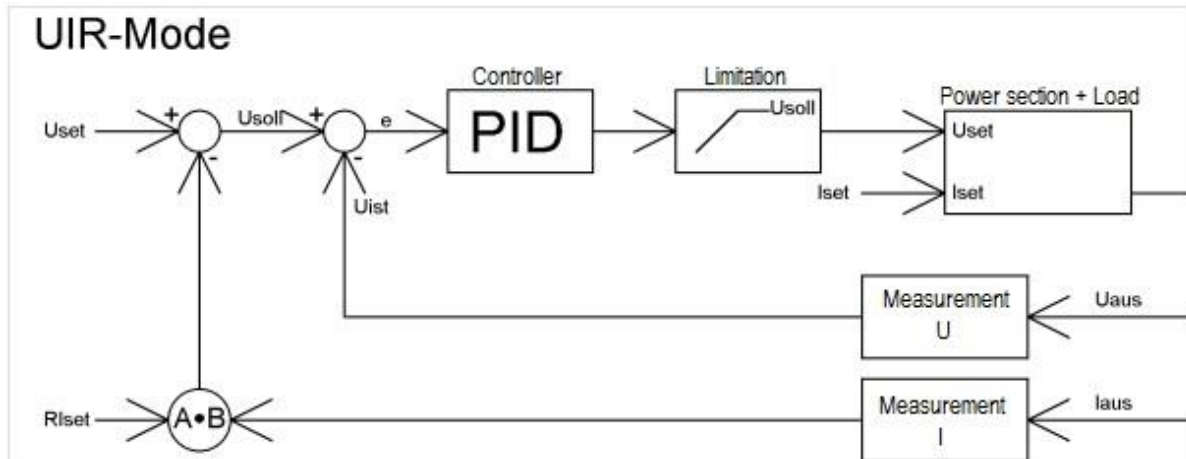 UIR-Mode
Controller
Limitation
Power section + Load
Uset
+
-
Usoll
+
-
e
PID
Usoll
Uset
Iset
Iset
Uist
Measurement
U
Uaus
RIset
A•B
Measurement
I
Iaus